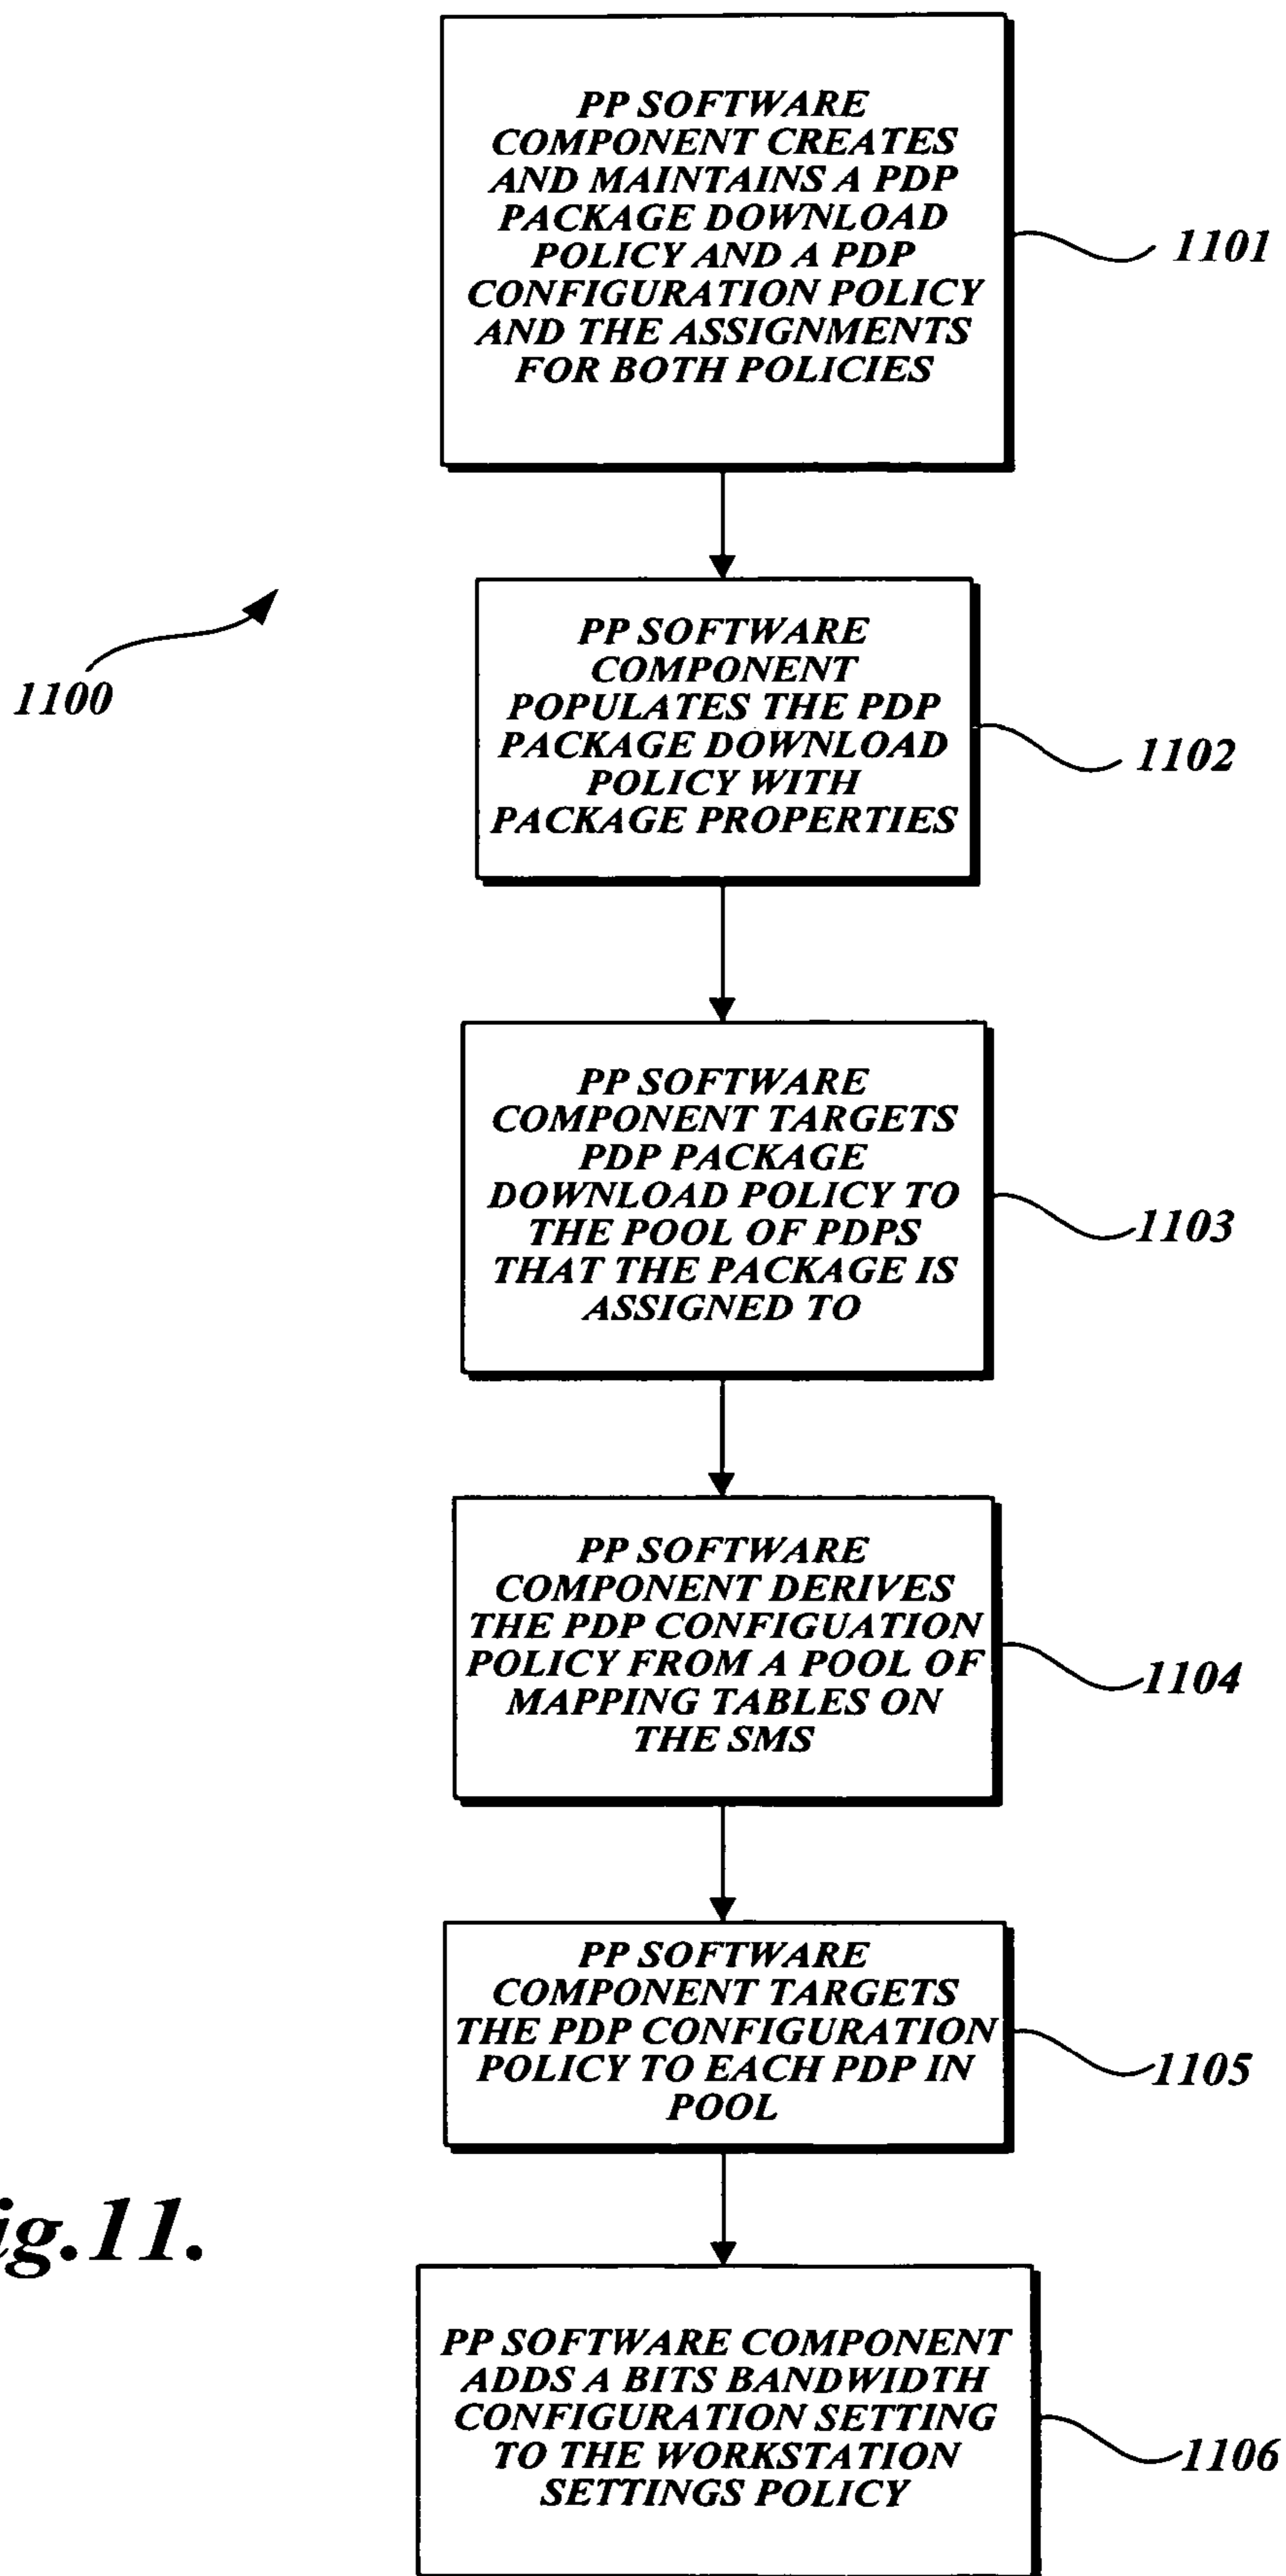 PP SOFTWARE
COMPONENT CREATES
AND MAINTAINS A PDP
PACKAGE DOWNLOAD
POLICY AND A PDP
CONFIGURATION POLICY
AND THE ASSIGNMENTS
FOR BOTH POLICIES
1101
1100
PP SOFTWARE
COMPONENT
POPULATES THE PDP
PACKAGE DOWNLOAD
POLICY WITH
PACKAGE PROPERTIES
1102
PP SOFTWARE
COMPONENT TARGETS
PDP PACKAGE
DOWNLOAD POLICY TO
THE POOL OF PDPS
THAT THE PACKAGE IS
ASSIGNED TO
1103
PP SOFTWARE
COMPONENT DERIVES
THE PDP CONFIGUATION
POLICY FROM A POOL OF
MAPPING TABLES ON
THE SMS
1104
PP SOFTWARE
COMPONENT TARGETS
THE PDP CONFIGURATION
POLICY TO EACH PDP IN
POOL
1105
ig.11.
PP SOFTWARE COMPONENT
ADDS A BITS BANDWIDTH
CONFIGURATION SETTING
TO THE WORKSTATION
SETTINGS POLICY
1106